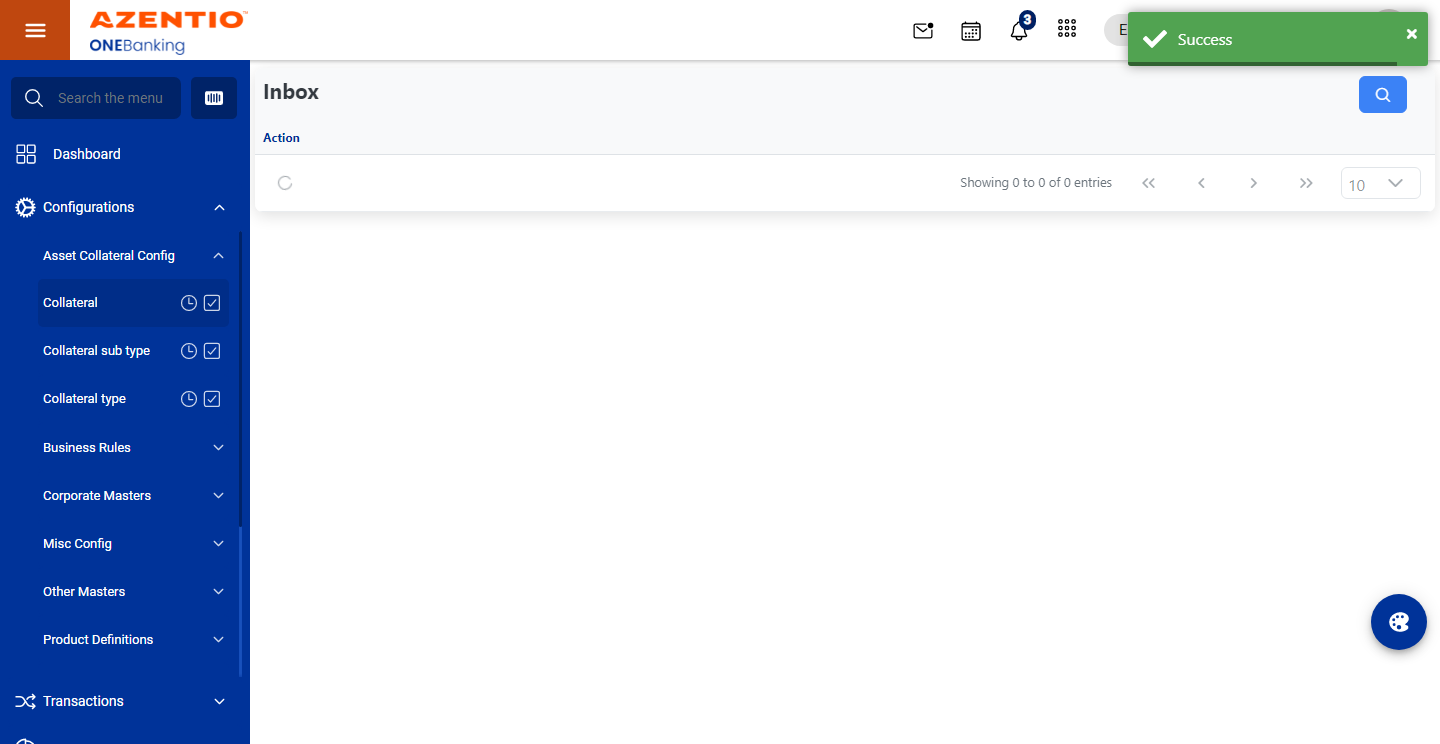 AZENTIO™
ONEBanking
3
E
Success
Search the menu
Inbox
Action
Dashboard
Showing 0 to 0 of 0 entries
10
Configurations
Asset Collateral Config
Collateral
Collateral sub type
Collateral type
Business Rules
Corporate Masters
Misc Config
Other Masters
Product Definitions
Transactions